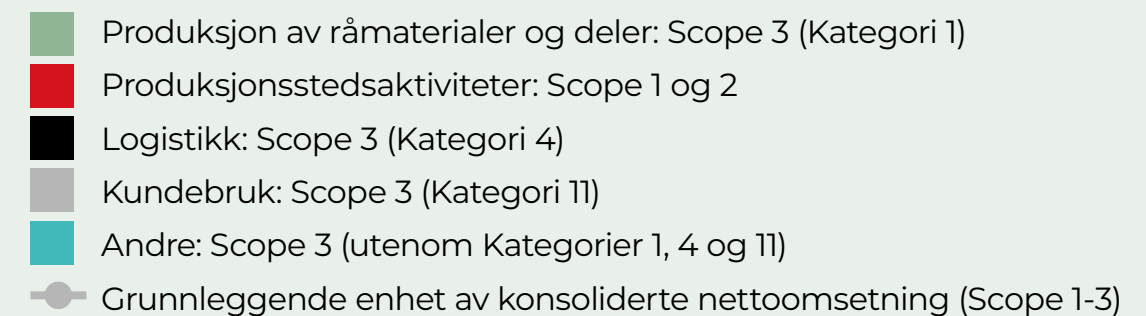 Produksjon av råmaterialer og deler: Scope 3 (Kategori 1)
Produksjonsstedsaktiviteter: Scope 1 og 2
Logistikk: Scope 3 (Kategori 4)
Kundebruk: Scope 3 (Kategori 11)
Andre: Scope 3 (utenom Kategorier 1, 4 og 11)
Grunnleggende enhet av konsoliderte nettoomsetning (Scope 1-3)